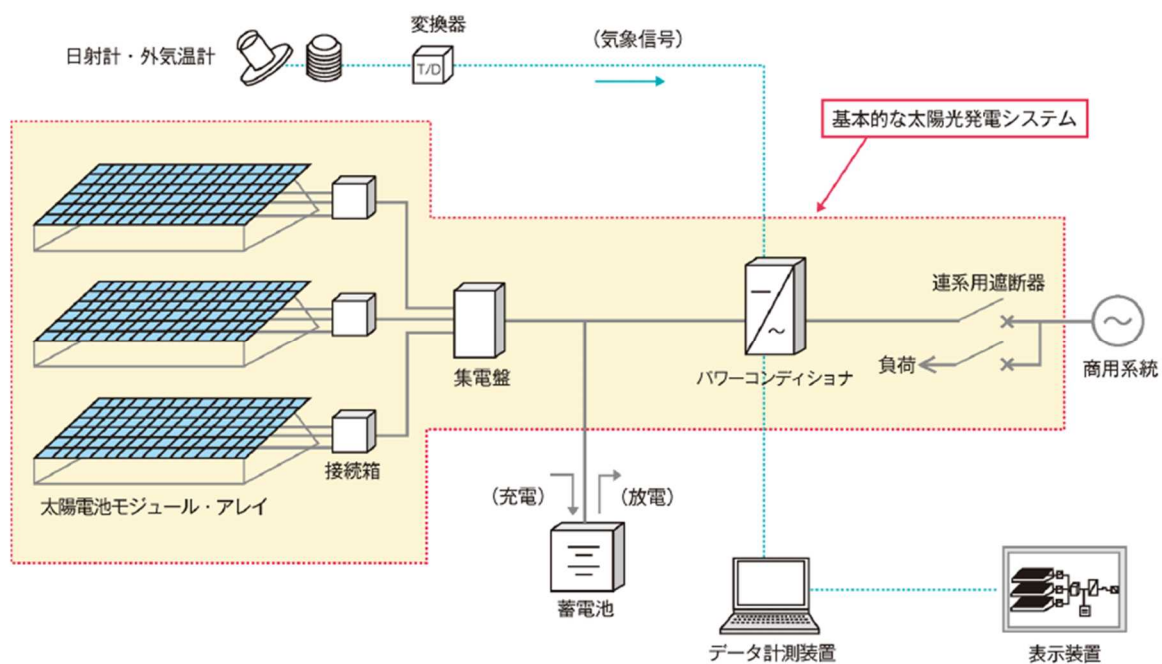 変換器
(気象信号)
日射計・外気温計
T/D
基本的な太陽光発電システム
連系用遮断器
集電盤
パワーコンディショナ
負荷
商用系統
接続箱
太陽電池モジュール・アレイ
(充電)
(放電)
蓄電池
データ計測装置
表示装置